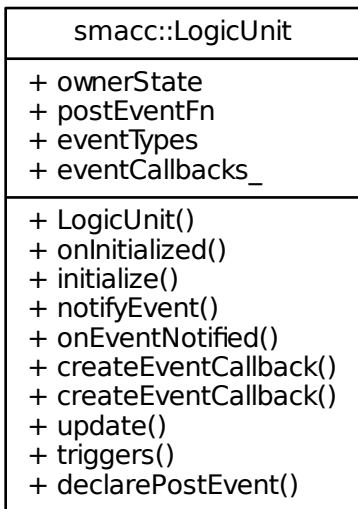 smacc::LogicUnit
+ ownerState
+ postEventFn
+ eventTypes
+ eventCallbacks_
+ LogicUnit()
+ onInitialized()
+ initialize()
+ notifyEvent()
+ onEventNotified()
+ createEventCallback()
+ createEventCallback()
+ update()
+ triggers()
+ declarePostEvent()